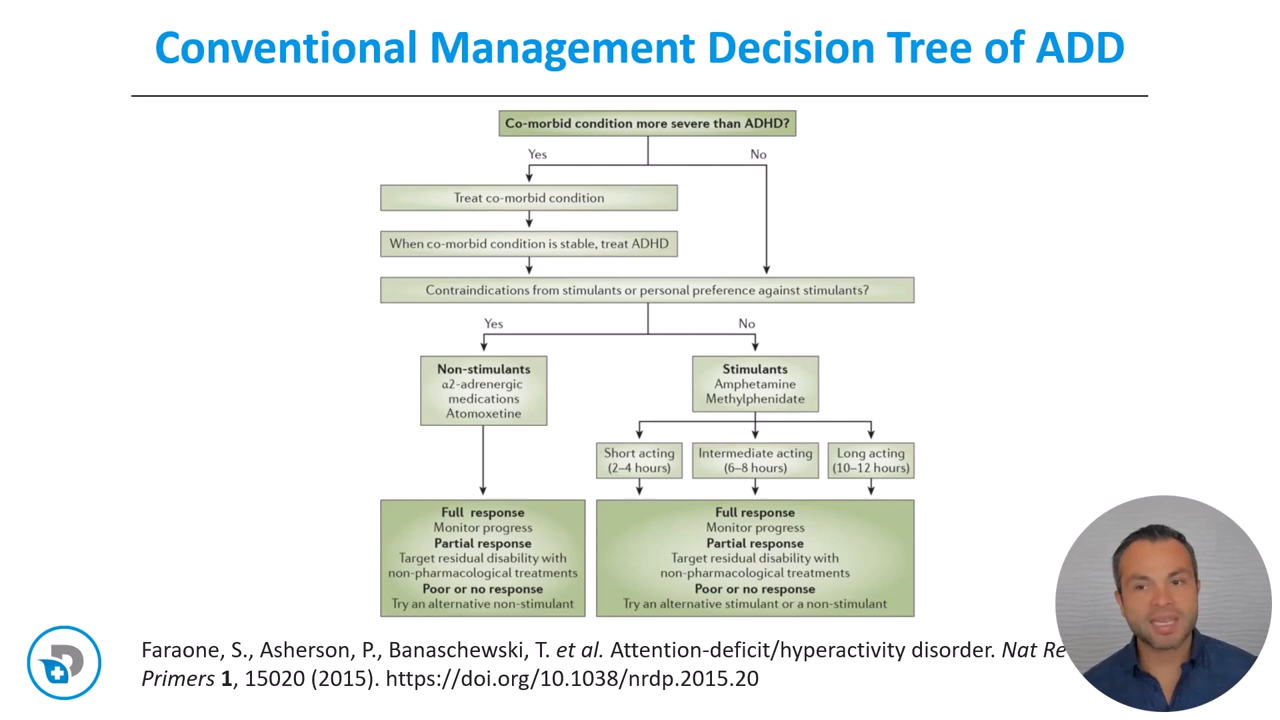 Conventional Management Decision Tree of ADD
Co-morbid condition more severe than ADHD?
Yes
No
Treat co-morbid condition
When co-morbid condition is stable, treat ADHD
Contraindications from stimulants or personal preference against stimulants?
Yes
No
Non-stimulants
α2-adrenergic
medications
Atomoxetine
Stimulants
Amphetamine
Methylphenidate
Short acting
(2–4 hours)
Intermediate acting
(6–8 hours)
Long acting
(10–12 hours)
Full response
Monitor progress
Partial response
Target residual disability with
non-pharmacological treatments
Poor or no response
Try an alternative non-stimulant
Full response
Monitor progress
Partial response
Target residual disability with
non-pharmacological treatments
Poor or no response
Try an alternative stimulant or a non-stimulant
Faraone, S., Asherson, P., Banaschewski, T. et al. Attention-deficit/hyperactivity disorder. Nat
Primers 1, 15020 (2015). https://doi.org/10.1038/nrdp.2015.20